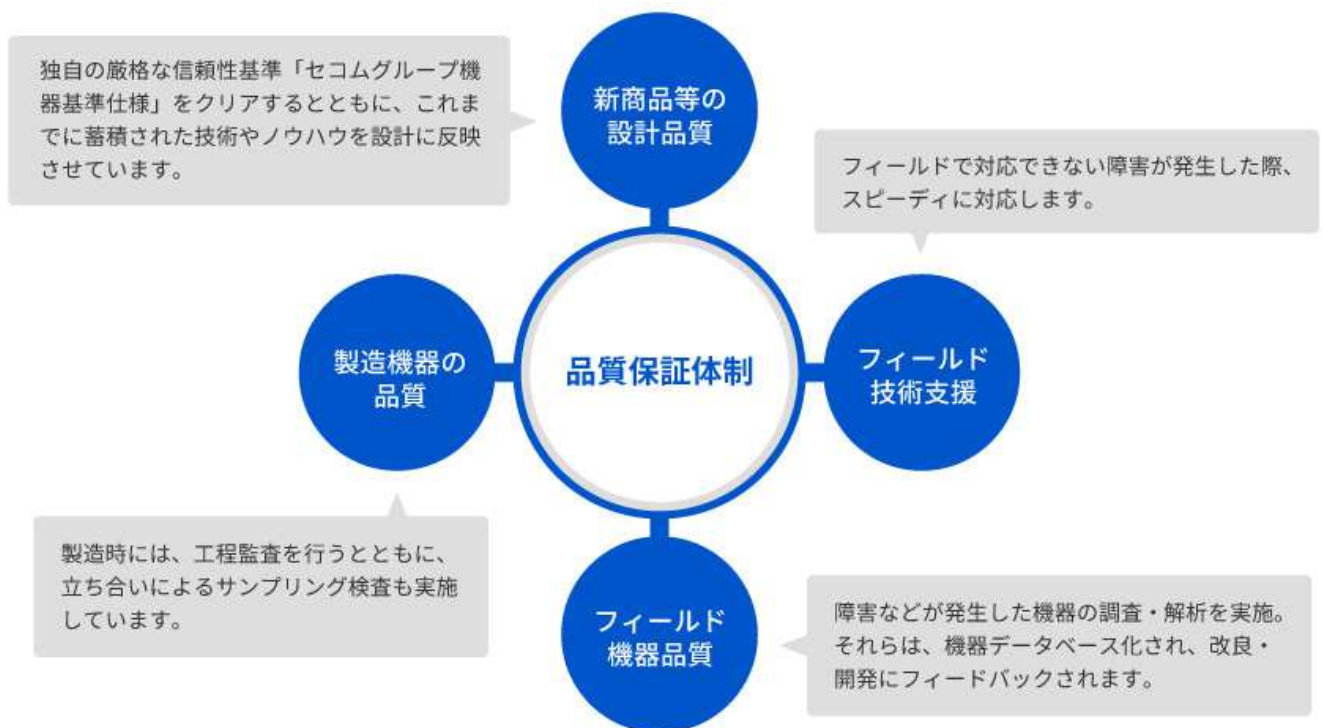 独自の厳格な信頼性基準「セコムグループ機
器基準仕様」をクリアするとともに、これま
でに蓄積された技術やノウハウを設計に反映
させています。
新商品等の
設計品質
フィールドで対応できない障害が発生した際、
スピーディに対応します。
製造機器の
品質
品質保証体制
フィールド
技術支援
製造時には、工程監査を行うとともに、
立ち合いによるサンプリング検査も実施
しています。
フィールド
機器品質
障害などが発生した機器の調査・解析を実施。
それらは、機器データベース化され、改良・
開発にフィードバックされます。